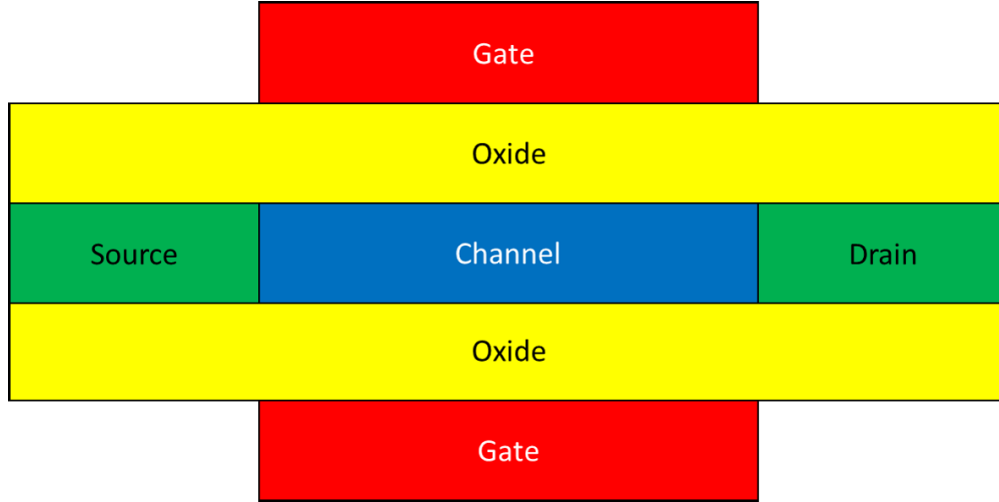 Gate
Oxide
Source
Channel
Drain
Oxide
Gate